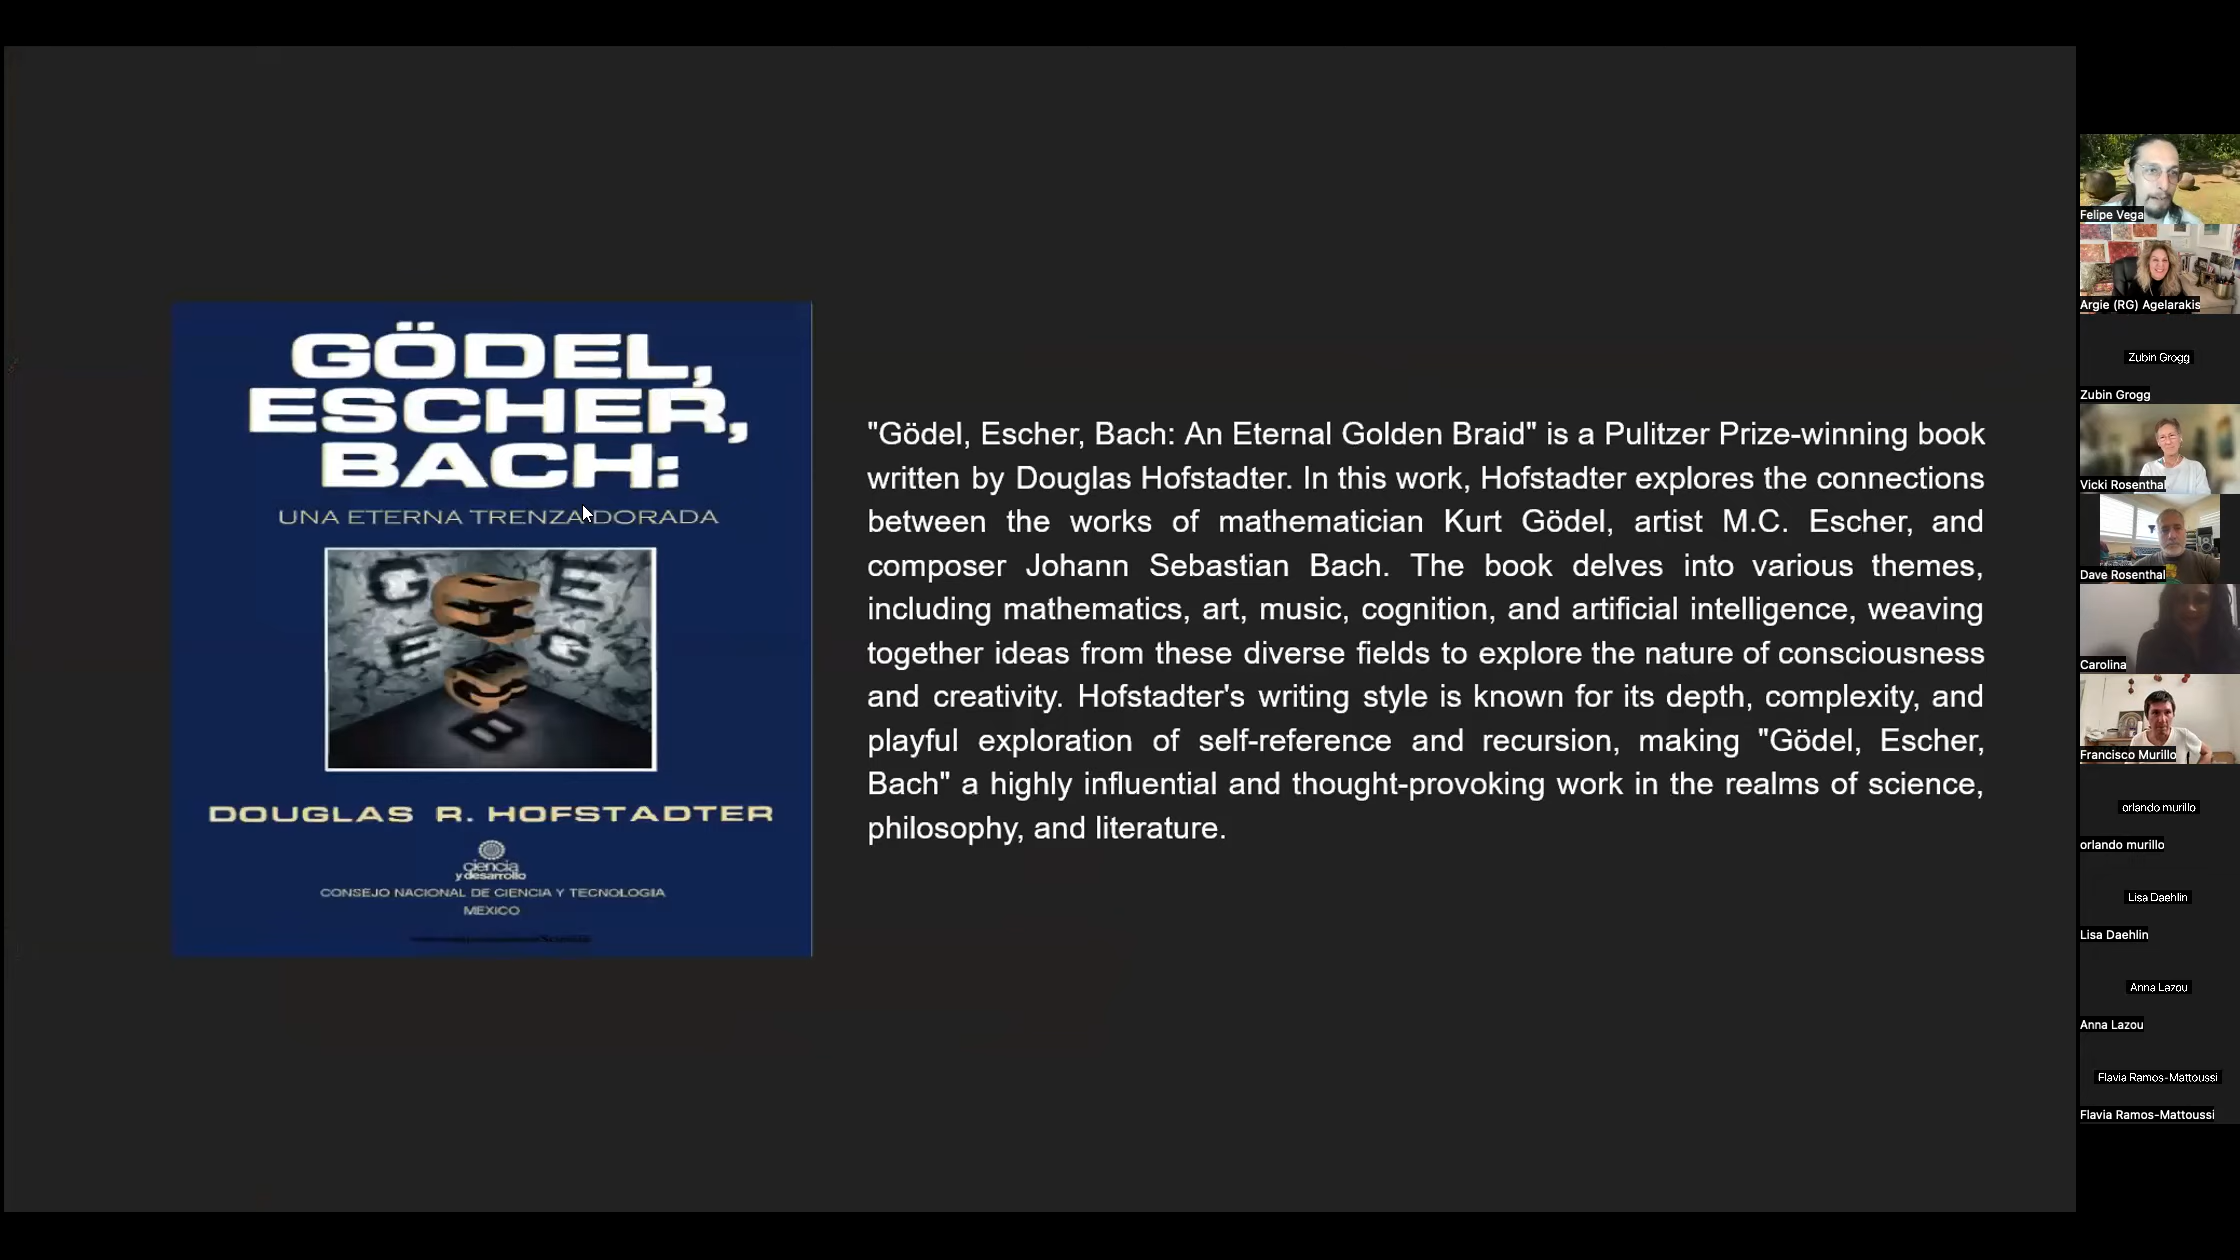 GÖDEL,
ESCHER,
BACH:
UNA ETERNA TRENZA DORADA
DOUGLAS R. HOFSTADTER
ciencia
y desarrollo
CONSEJO NACIONAL DE CIENCIA Y TECNOLOGIA
MEXICO
"Gödel, Escher, Bach: An Eternal Golden Braid" is a Pulitzer Prize-winning book
written by Douglas Hofstadter. In this work, Hofstadter explores the connections
between the works of mathematician Kurt Gödel, artist M.C. Escher, and
composer Johann Sebastian Bach. The book delves into various themes,
including mathematics, art, music, cognition, and artificial intelligence, weaving
together ideas from these diverse fields to explore the nature of consciousness
and creativity. Hofstadter's writing style is known for its depth, complexity, and
playful exploration of self-reference and recursion, making "Gödel, Escher,
Bach" a highly influential and thought-provoking work in the realms of science,
philosophy, and literature.
Felipe Vega
Argie (RG) Agelarakis
Zubin Grogg
Zubin Grogg
Vicki Rosenthal
Dave Rosenthal
Carolina
Francisco Murillo
orlando murillo
orlando murillo
Lisa Daehlin
Lisa Daehlin
Anna Lazou
Anna Lazou
Flavia Ramos-Mattoussi
Flavia Ramos-Mattoussi